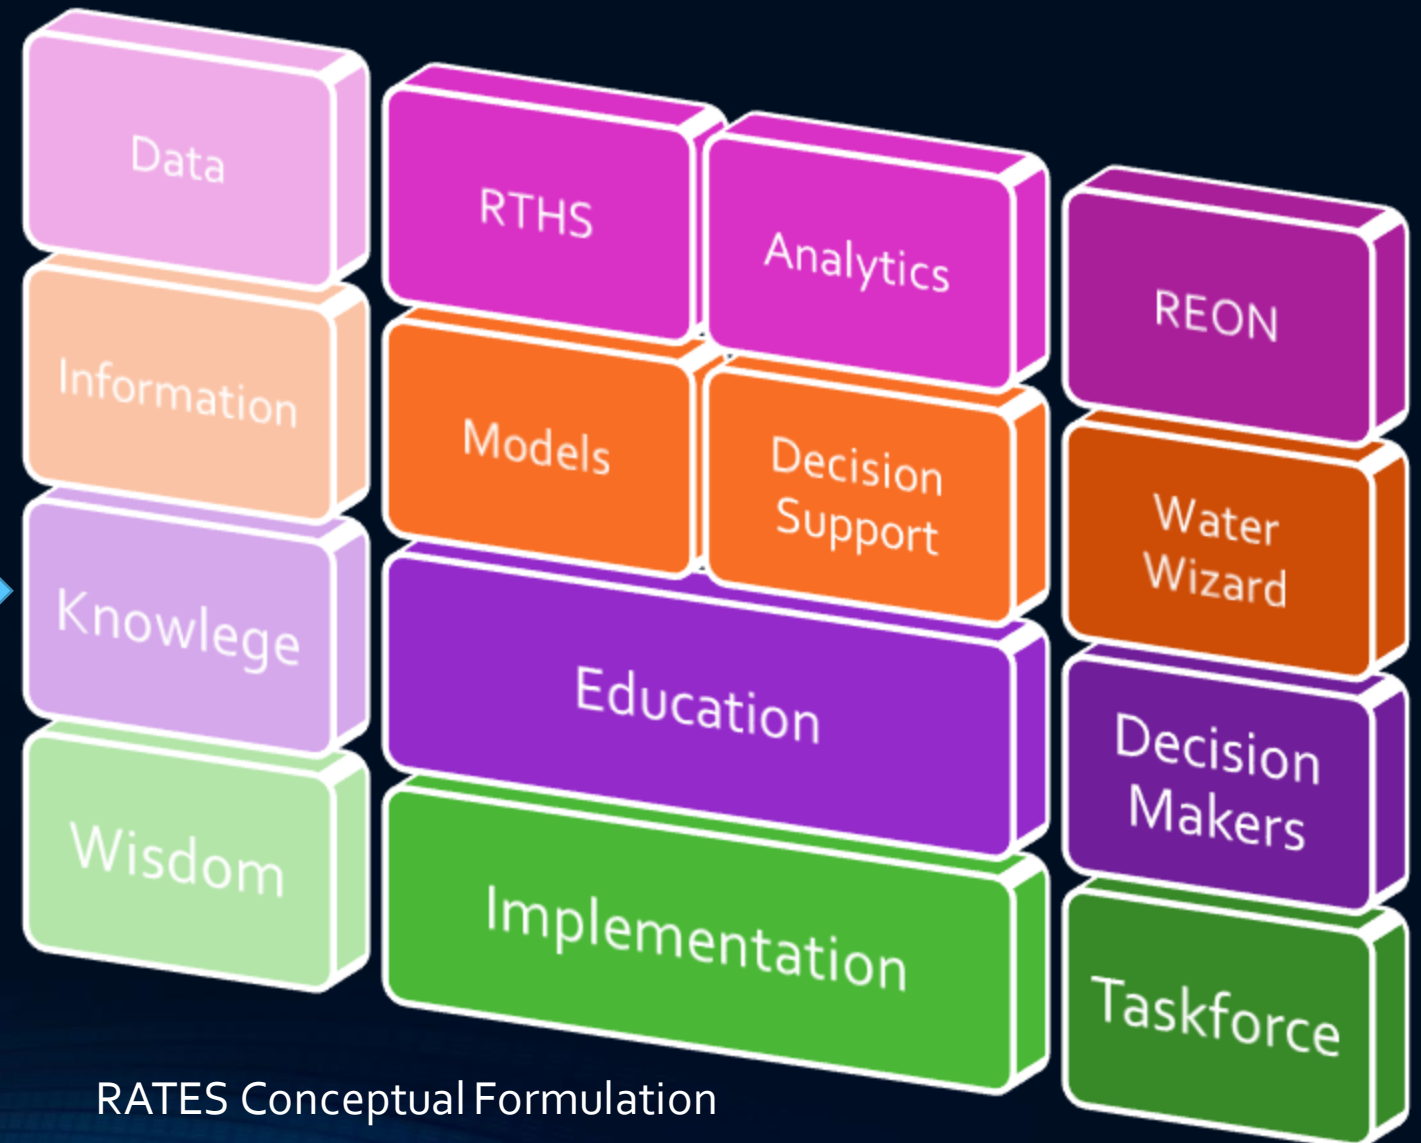 Data
RTHS
Analytics
REON
Information
Models
Decision
Support
Water
Wizard
Knowlege
Education
Decision
Makers
Wisdom
Implementation
Taskforce
RATES Conceptual Formulation